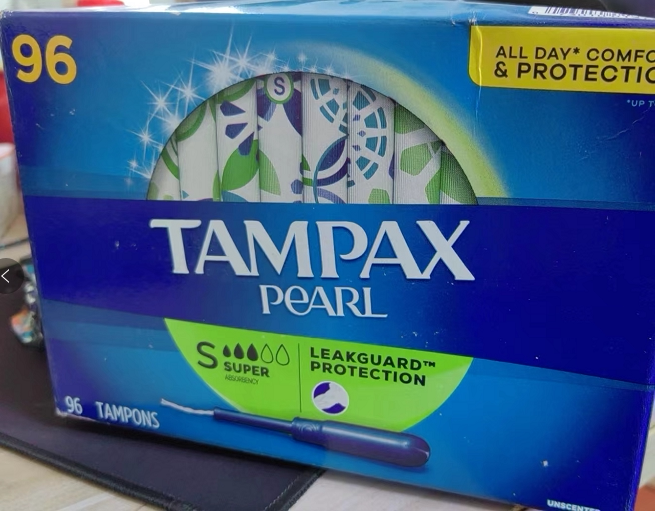 96
ALL DAY* COMFO
& PROTECTIO
*UP T
S
TAMPAX
PEARL
S SUPER
ABSORBENCY
LEAKGUARD™
PROTECTION
96 TAMPONS
UNSCENTED